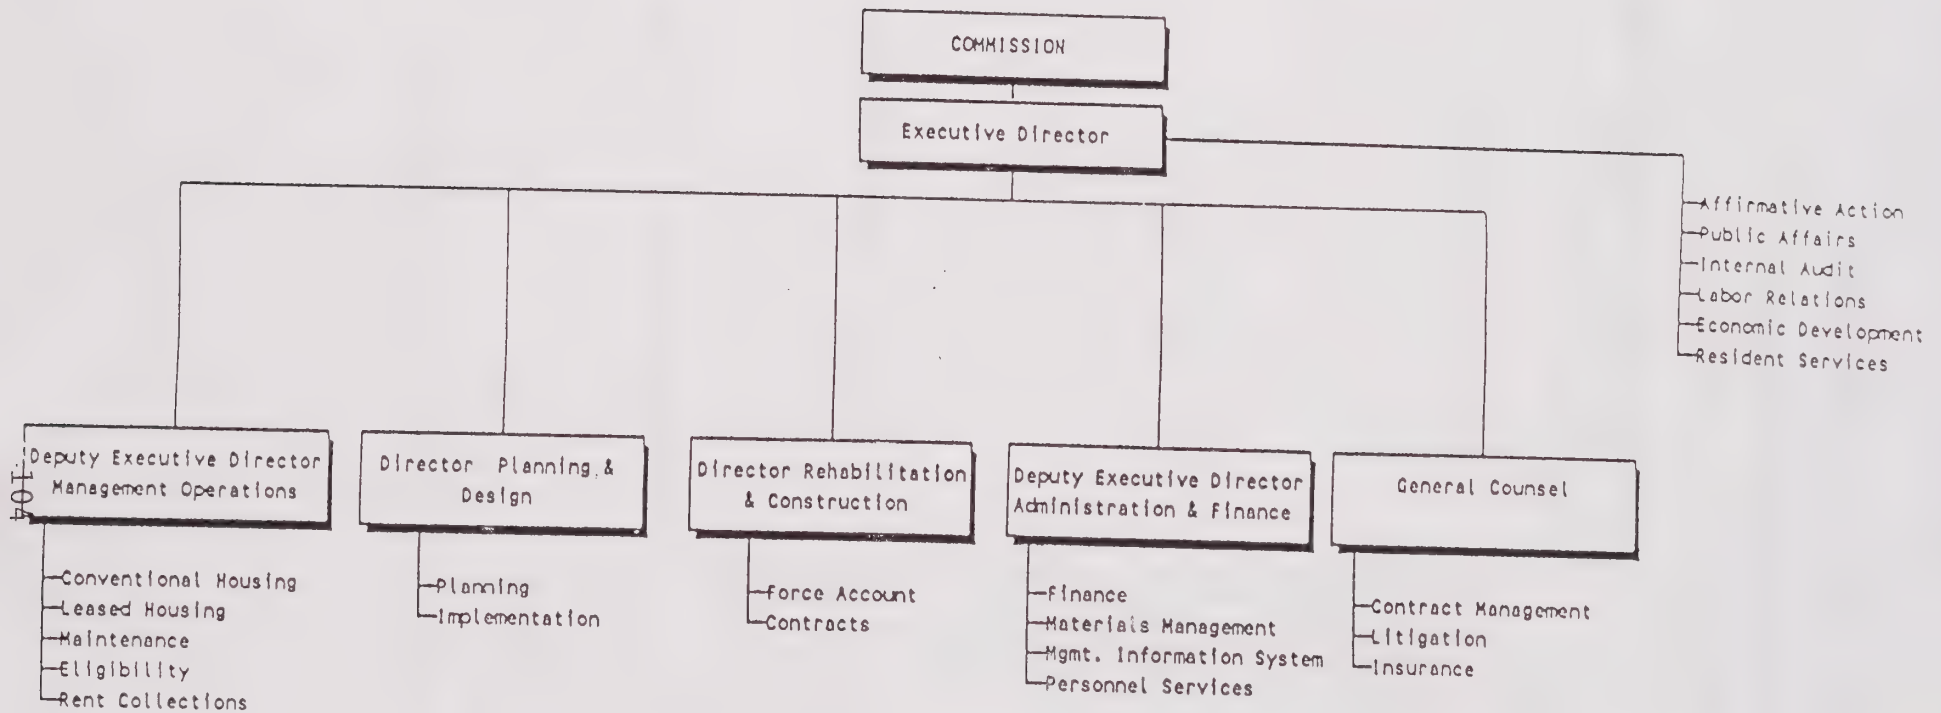 COMMISSION
Executive Director
Affirmative Action
Public Affairs
Internal Audit
Labor Relations
Economic Development
Resident Services
Deputy Executive Director
Management Operations
Conventional Housing
Leased Housing
Maintenance
Eligibility
Rent Collections
Director Planning &
Design
Planning
Implementation
Director Rehabilitation
& Construction
Force Account
Contracts
Deputy Executive Director
Administration & Finance
Finance
Materials Management
Mgmt. Information System
Personnel Services
General Counsel
Contract Management
Litigation
Insurance